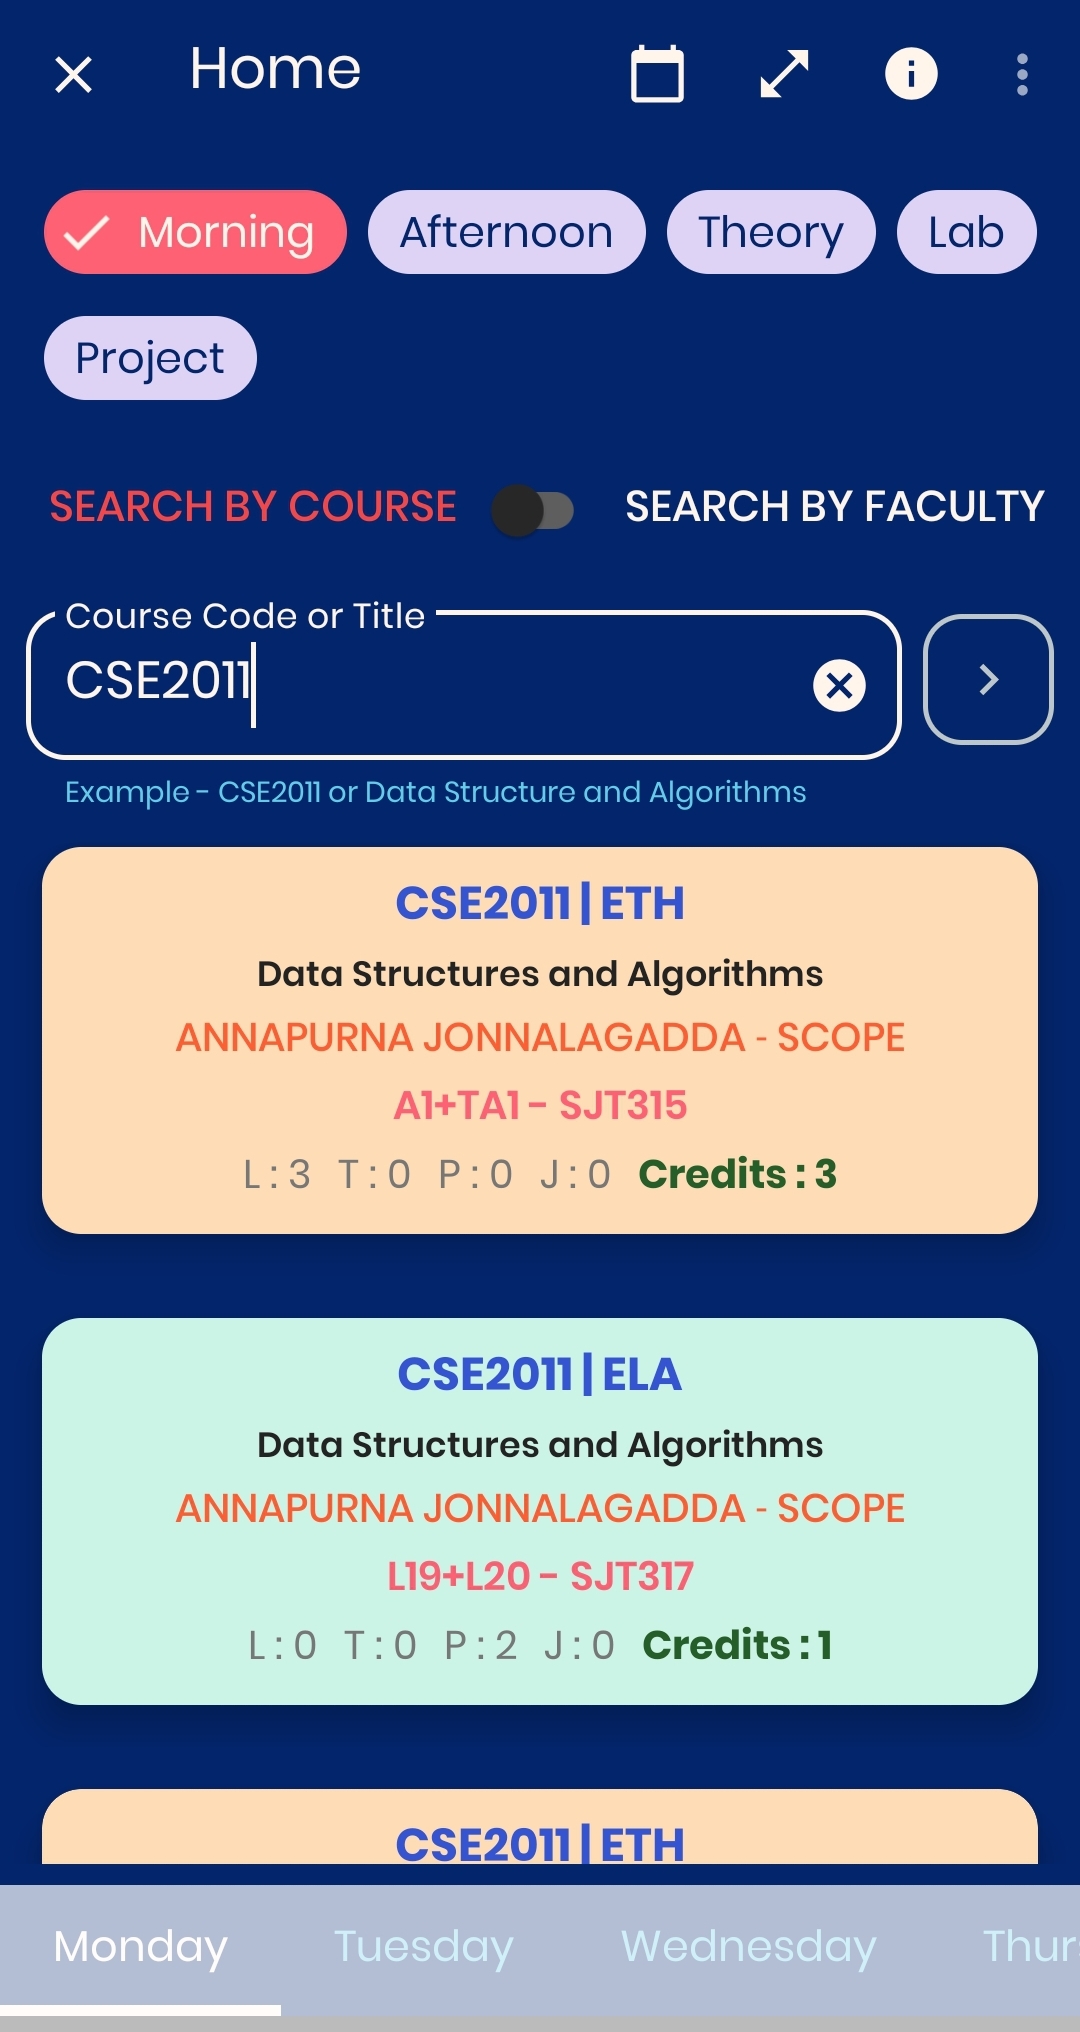 Home
Morning Afternoon Theory Lab
Project
SEARCH BY COURSE SEARCH BY FACULTY
Course Code or Title
CSE2011
Example - CSE2011 or Data Structure and Algorithms
CSE2011 | ETH
Data Structures and Algorithms
ANNAPURNA JONNALAGADDA - SCOPE
A1+TA1 - SJT315
L : 3 T : 0 P : 0 J : 0 Credits : 3
CSE2011 | ELA
Data Structures and Algorithms
ANNAPURNA JONNALAGADDA - SCOPE
L19+L20 - SJT317
L : 0 T : 0 P : 2 J : 0 Credits : 1
CSE2011 | ETH
Monday Tuesday Wednesday Thur